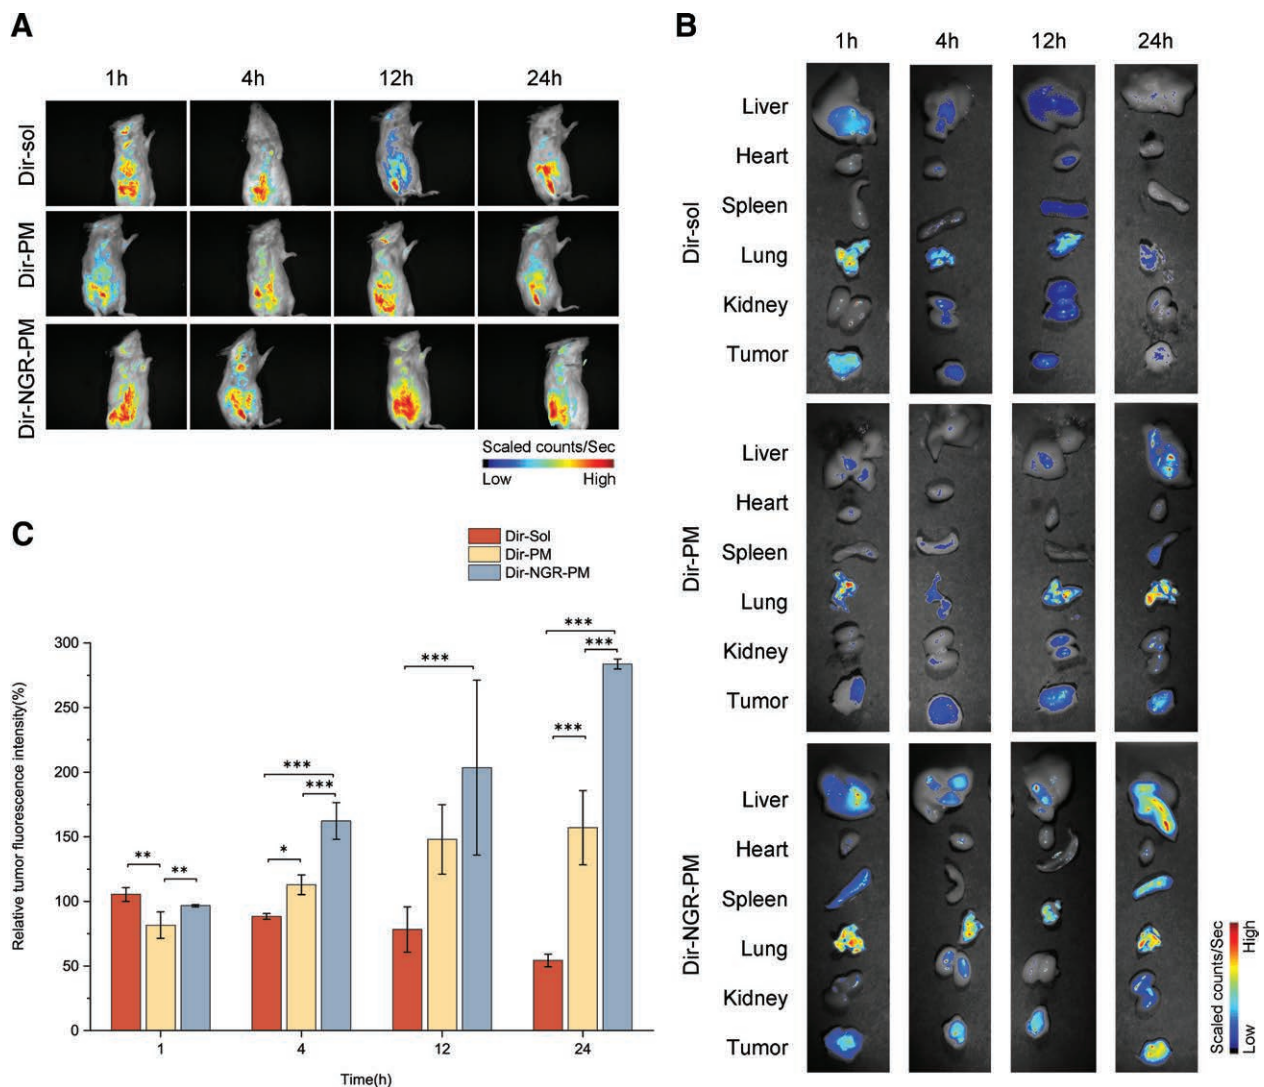 A
1h 4h 12h 24h
Dir-sol
Dir-PM
Dir-NGR-PM
Scaled counts/Sec
Low High
B
1h 4h 12h 24h
Dir-sol
Liver
Heart
Spleen
Lung
Kidney
Tumor
Dir-PM
Liver
Heart
Spleen
Lung
Kidney
Tumor
Dir-NGR-PM
Liver
Heart
Spleen
Lung
Kidney
Tumor
Scaled counts/Sec
Low High
C
Dir-Sol
Dir-PM
Dir-NGR-PM
Relative tumor fluorescence intensity(%)
300
250
200
150
100
50
0
** **
* *** ***
***
*** *** ***
1 4 12 24
Time(h)